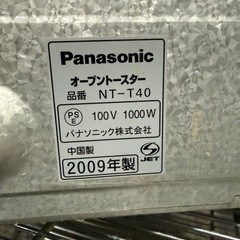 Panasonic
オーブントースター
品番 NT-T40
PS E 100V 1000W
パナソニック株式会社
中国製
2009年製
S JET